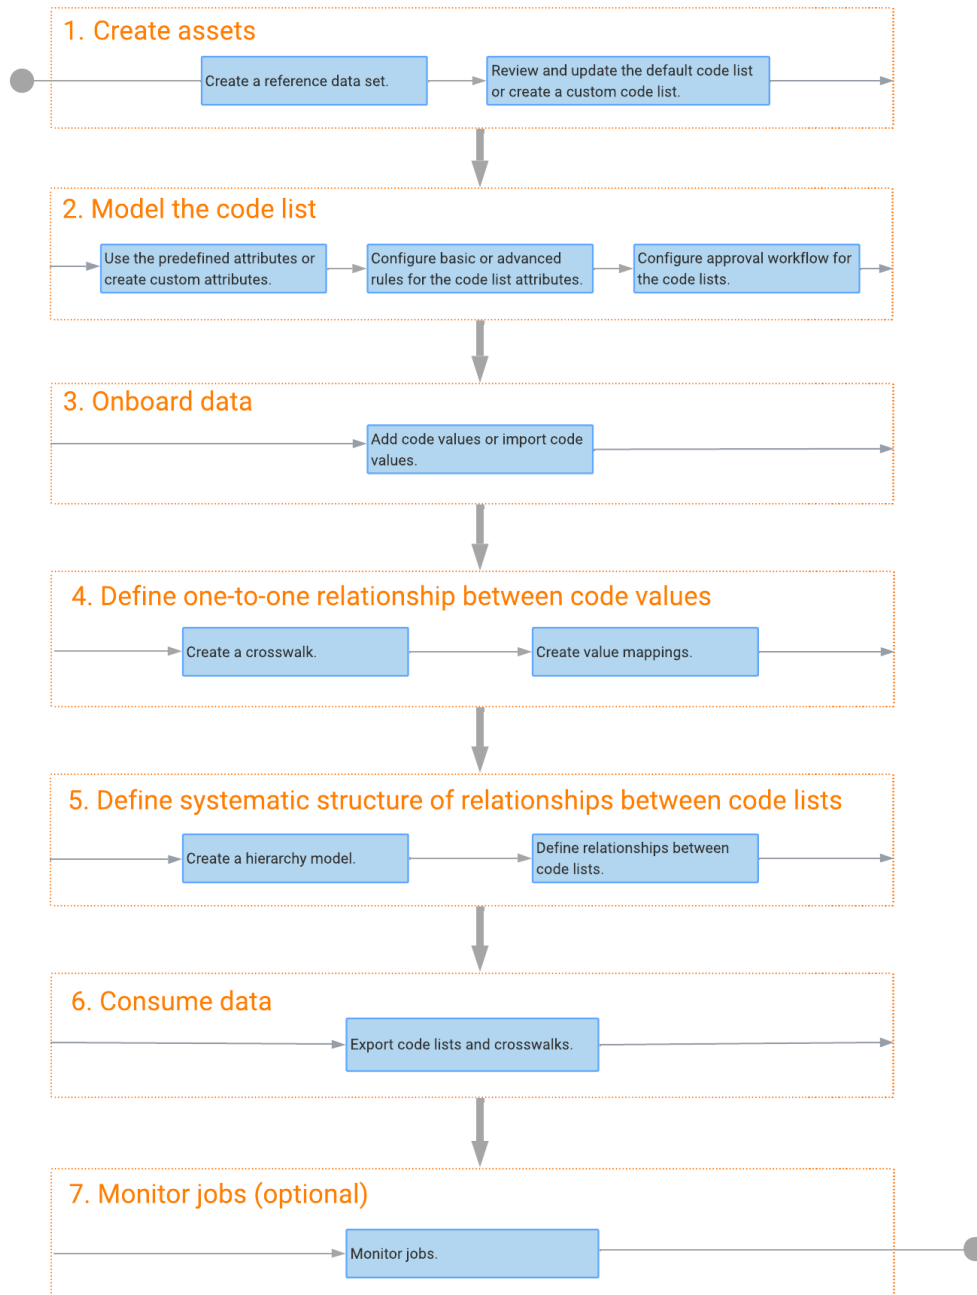 1. Create assets
Create a reference data set.
Review and update the default code list
or create a custom code list.
2. Model the code list
Use the predefined attributes or
create custom attributes.
Configure basic or advanced
rules for the code list attributes.
Configure approval workflow for
the code lists.
3. Onboard data
Add code values or import code
values.
4. Define one-to-one relationship between code values
Create a crosswalk.
Create value mappings.
5. Define systematic structure of relationships between code lists
Create a hierarchy model.
Define relationships between
code lists.
6. Consume data
Export code lists and crosswalks.
7. Monitor jobs (optional)
Monitor jobs.